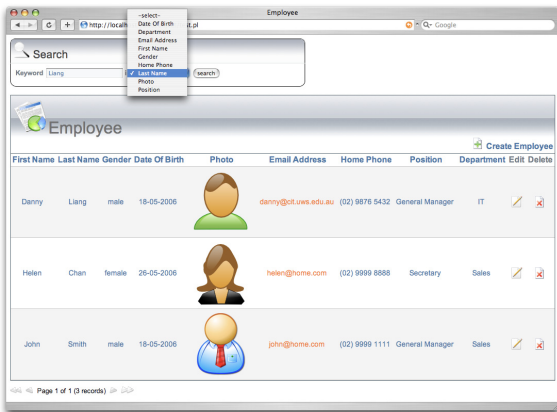 Employee
http://localh
st.pl
Google
-select-
Date Of Birth
Department
Email Address
First Name
Gender
Home Phone
✓ Last Name
Photo
Position
Search
Keyword Liang
search
Employee
Create Employee
First Name Last Name Gender Date Of Birth Photo Email Address Home Phone Position Department Edit Delete
Danny Liang male 18-05-2006 danny@cit.uws.edu.au (02) 9876 5432 General Manager IT
Helen Chan female 26-05-2006 helen@home.com (02) 9999 8888 Secretary Sales
John Smith male 18-05-2006 john@home.com (02) 9999 1111 General Manager Sales
Page 1 of 1 (3 records)